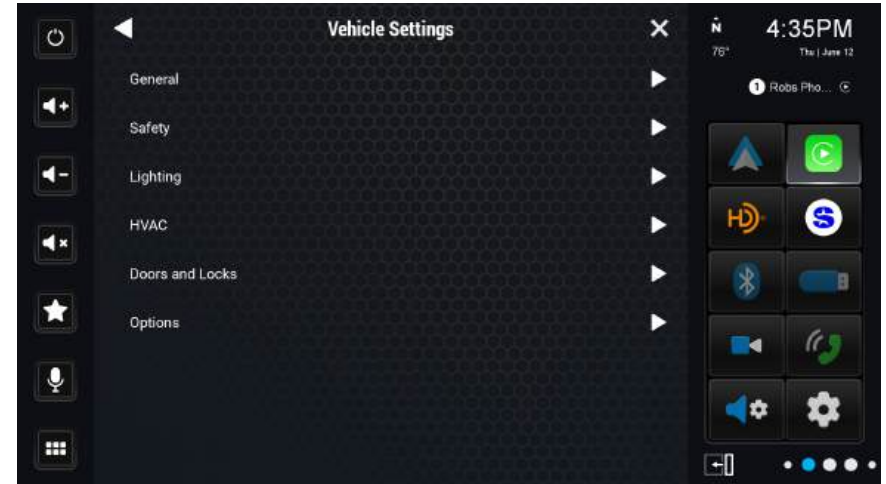 Vehicle Settings
General
Safety
Lighting
HVAC
Doors and Locks
Options
N
4:35PM
76°
Thu | June 12
1 Robs Pho...
HD
S